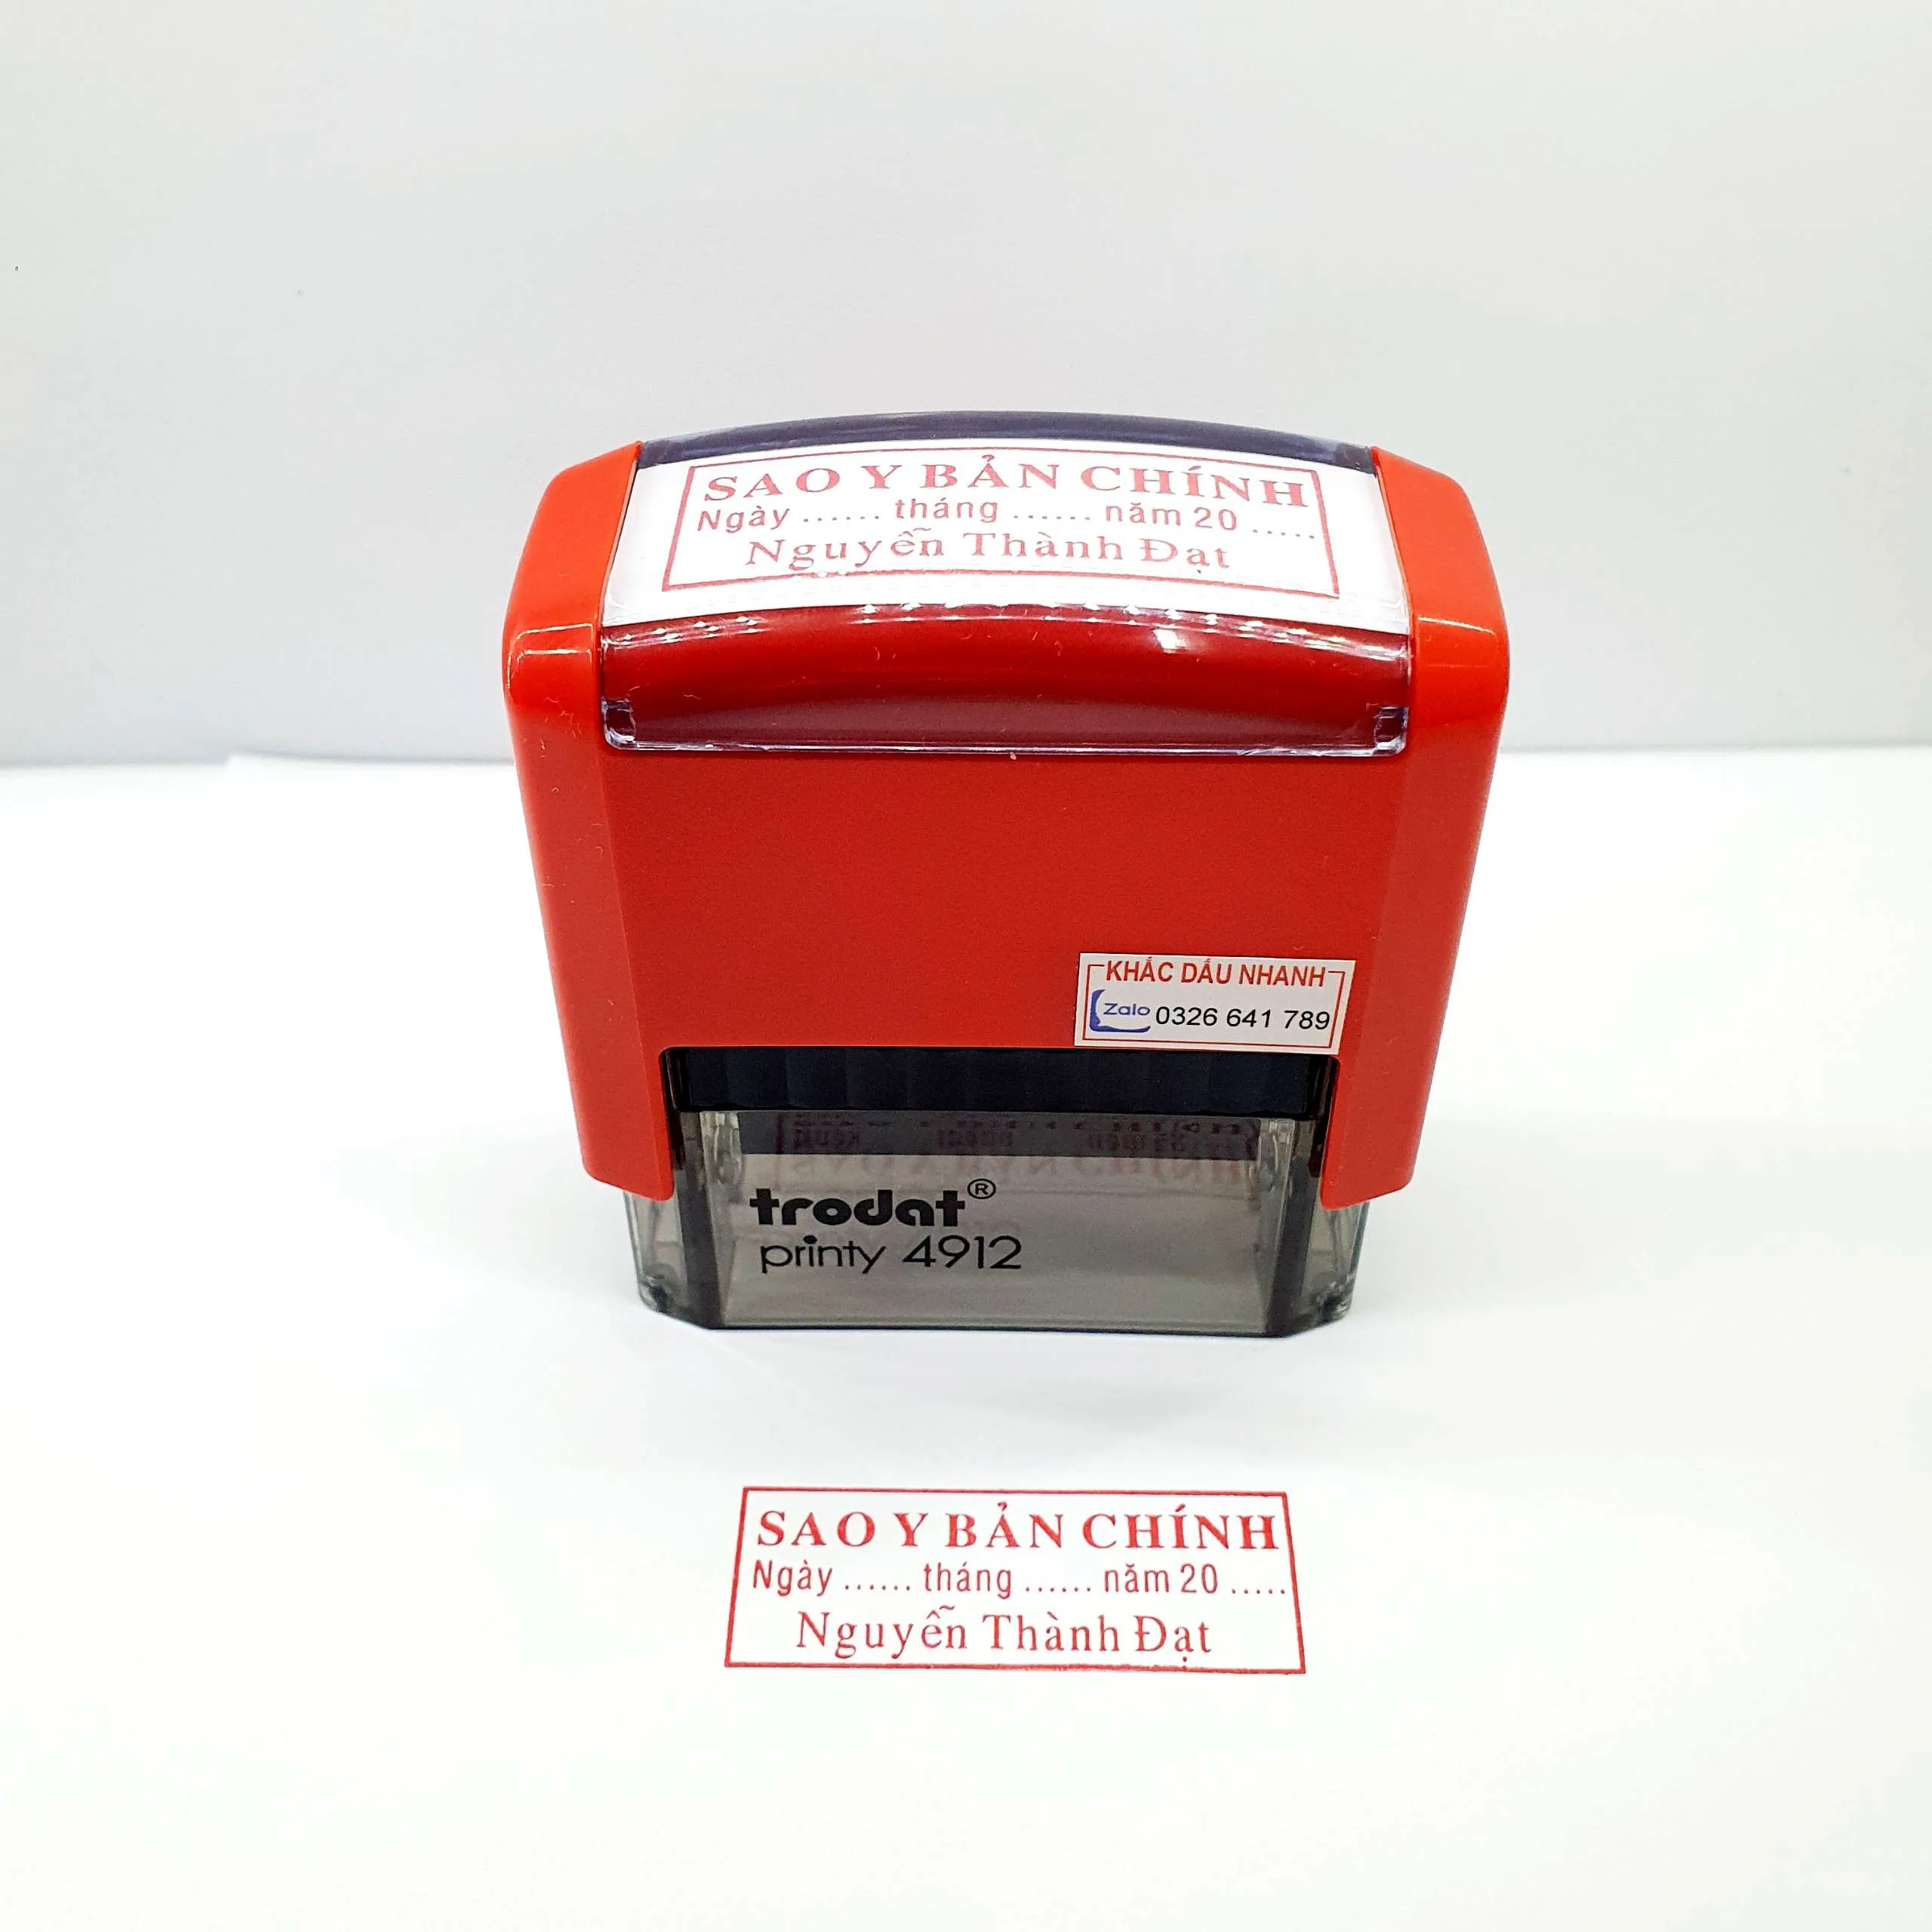 SAO Y BẢN CHÍNH
Ngày ...... tháng ...... năm 20 .....
Nguyễn Thành Đạt
KHẮC DẤU NHANH
Zalo 0326 641 789
trodat®
printy 4912
SAO Y BẢN CHÍNH
Ngày ...... tháng ...... năm 20 .....
Nguyễn Thành Đạt